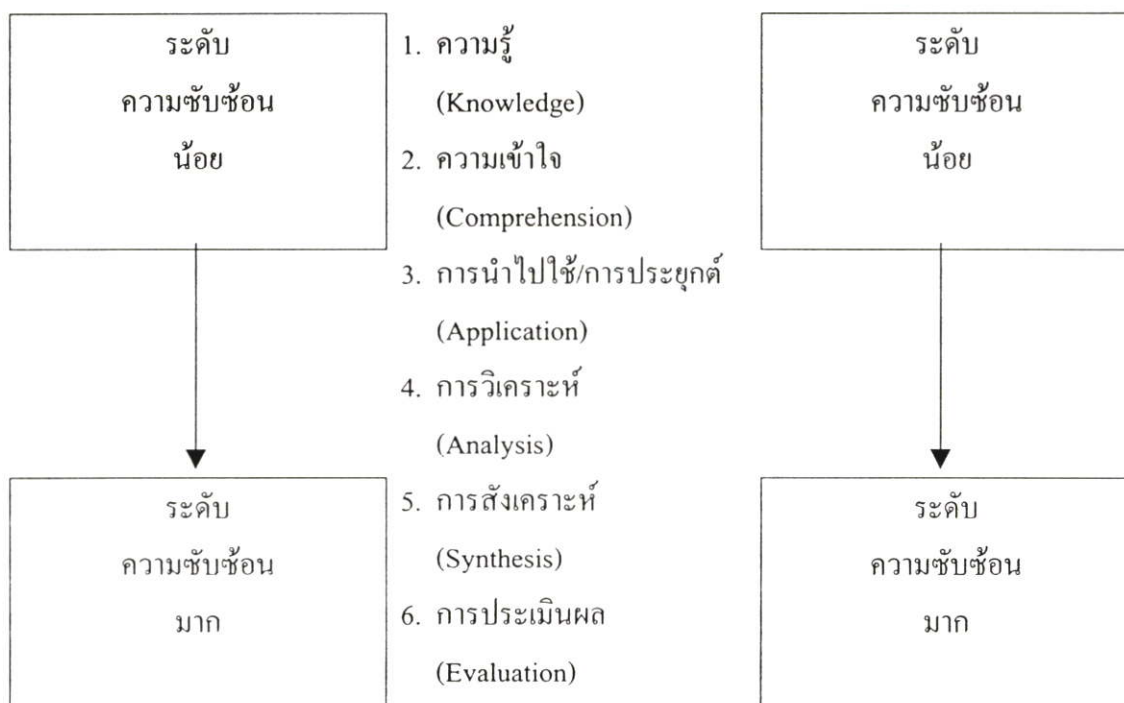 ระดับ
ความซับซ้อน
น้อย
1. ความรู้
(Knowledge)
2. ความเข้าใจ
(Comprehension)
3. การนำไปใช้/การประยุกต์
(Application)
4. การวิเคราะห์
(Analysis)
5. การสังเคราะห์
(Synthesis)
6. การประเมินผล
(Evaluation)
ระดับ
ความซับซ้อน
น้อย
ระดับ
ความซับซ้อน
มาก
ระดับ
ความซับซ้อน
มาก